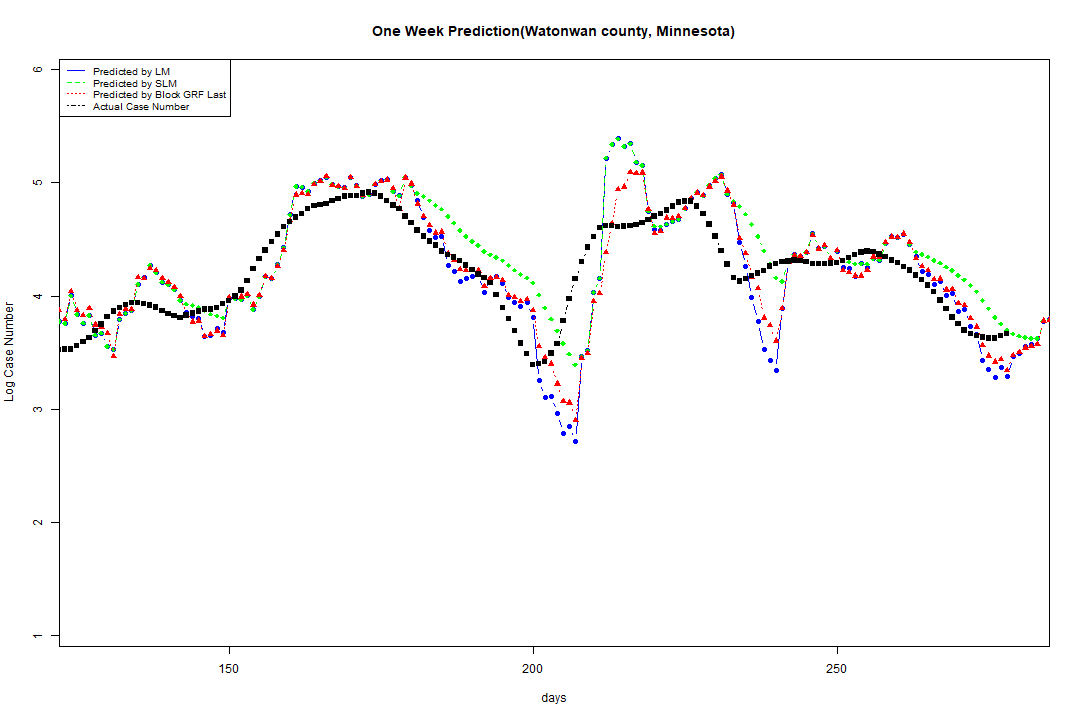 One Week Prediction(Watonwan county, Minnesota)
Predicted by LM
Predicted by SLM
Predicted by Block GRF Last
Actual Case Number
6
5
4
3
2
1
Log Case Number
150
200
250
days